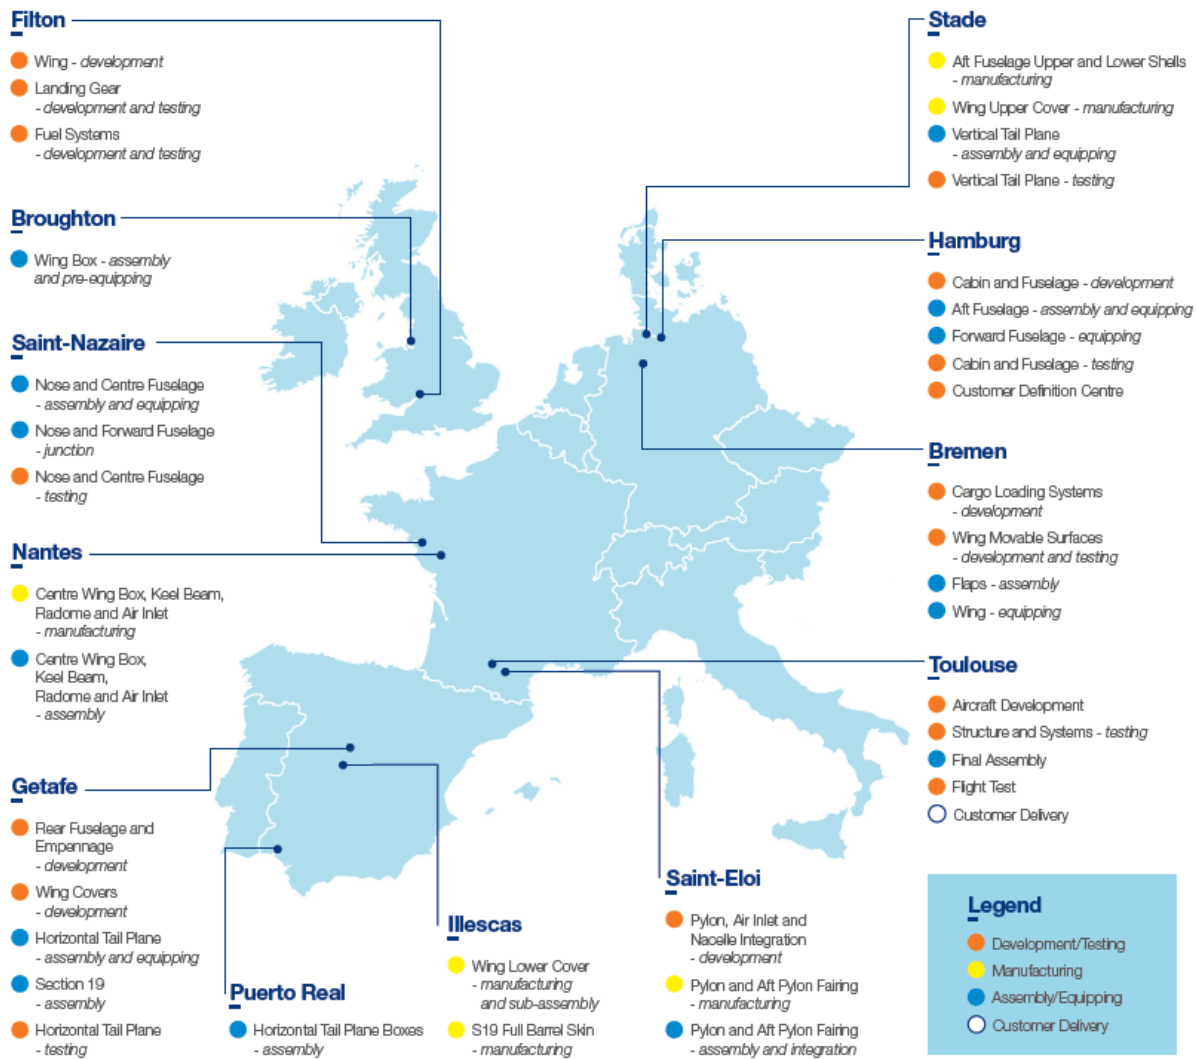 Filton
Wing - development
Landing Gear
- development and testing
Fuel Systems
- development and testing
Broughton
Wing Box - assembly
and pre-equipping
Saint-Nazaire
Nose and Centre Fuselage
- assembly and equipping
Nose and Forward Fuselage
- junction
Nose and Centre Fuselage
- testing
Nantes
Centre Wing Box, Keel Beam,
Radome and Air Inlet
- manufacturing
Centre Wing Box,
Keel Beam,
Radome and Air Inlet
- assembly
Getafe
Rear Fuselage and
Empennage
- development
Wing Covers
- development
Horizontal Tail Plane
- assembly and equipping
Section 19
- assembly
Horizontal Tail Plane
- testing
Puerto Real
Horizontal Tail Plane Boxes
- assembly
Illescas
Wing Lower Cover
- manufacturing
and sub-assembly
S19 Full Barrel Skin
- manufacturing
Saint-Eloi
Pylon, Air Inlet and
Nacelle Integration
- development
Pylon and Aft Pylon Fairing
- manufacturing
Pylon and Aft Pylon Fairing
- assembly and integration
Stade
Aft Fuselage Upper and Lower Shells
- manufacturing
Wing Upper Cover - manufacturing
Vertical Tail Plane
- assembly and equipping
Vertical Tail Plane - testing
Hamburg
Cabin and Fuselage - development
Aft Fuselage - assembly and equipping
Forward Fuselage - equipping
Cabin and Fuselage - testing
Customer Definition Centre
Bremen
Cargo Loading Systems
- development
Wing Movable Surfaces
- development and testing
Flaps - assembly
Wing - equipping
Toulouse
Aircraft Development
Structure and Systems - testing
Final Assembly
Flight Test
Customer Delivery
Legend
Development/Testing
Manufacturing
Assembly/Equipping
Customer Delivery